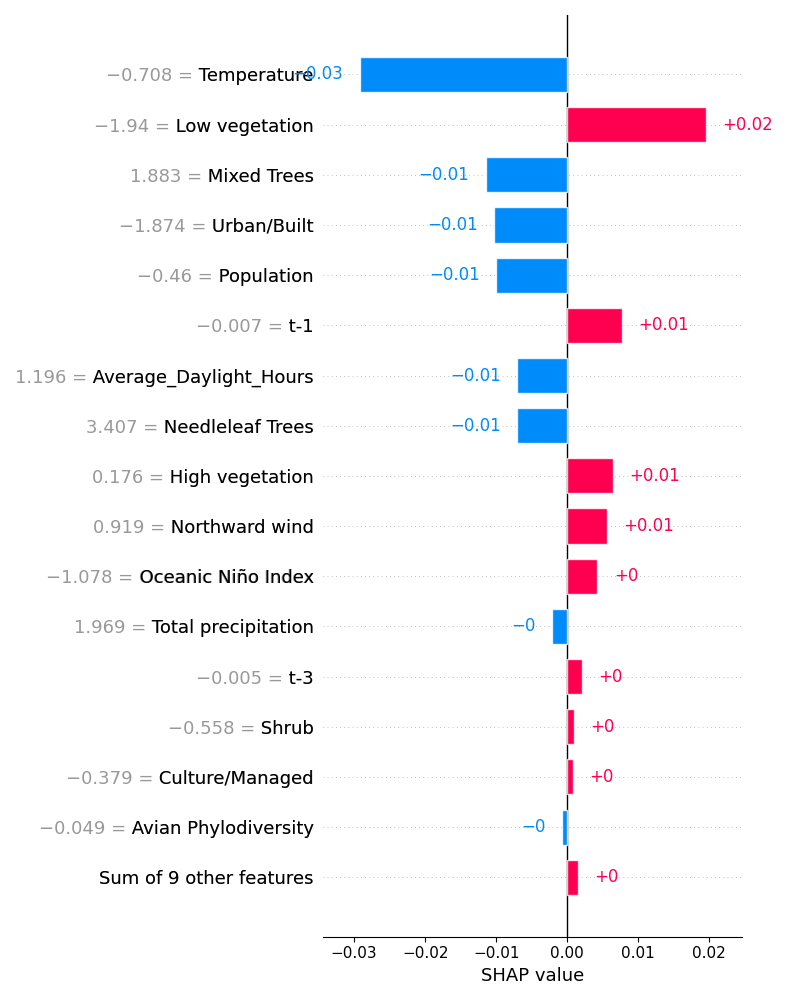 −0.708 = Temperature −0.03
−1.94 = Low vegetation +0.02
1.883 = Mixed Trees −0.01
−1.874 = Urban/Built −0.01
−0.46 = Population −0.01
−0.007 = t-1 +0.01
1.196 = Average_Daylight_Hours −0.01
3.407 = Needleleaf Trees −0.01
0.176 = High vegetation +0.01
0.919 = Northward wind +0.01
−1.078 = Oceanic Niño Index +0
1.969 = Total precipitation −0
−0.005 = t-3 +0
−0.558 = Shrub +0
−0.379 = Culture/Managed +0
−0.049 = Avian Phylodiversity −0
Sum of 9 other features +0
−0.03 −0.02 −0.01 0.00 0.01 0.02
SHAP value